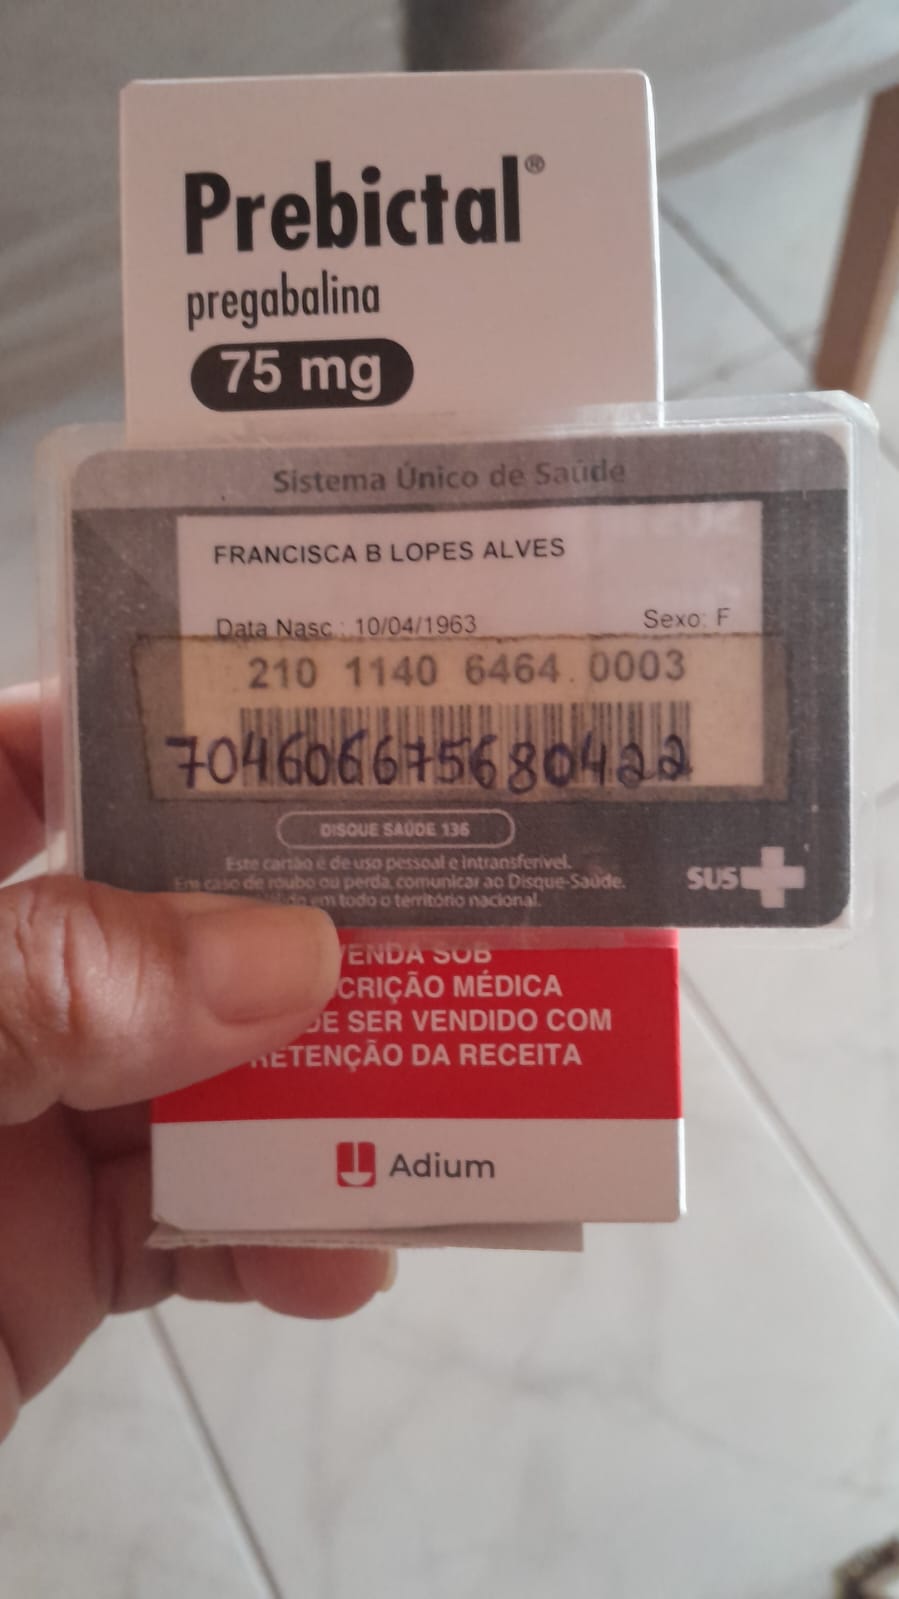 Prebictal®
pregabalina
75 mg
Sistema Único de Saúde
FRANCISCA B LOPES ALVES
Data Nasc : 10/04/1963 Sexo: F
210 1140 6464 0003
704606675680422
DISQUE SAÚDE 136
Este cartão é de uso pessoal e intransferível.
Em caso de roubo ou perda, comunicar ao Disque-Saúde.
em todo o território nacional.
SUS
VENDA SOB
CRIÇÃO MÉDICA
DE SER VENDIDO COM
RETENÇÃO DA RECEITA
Adium